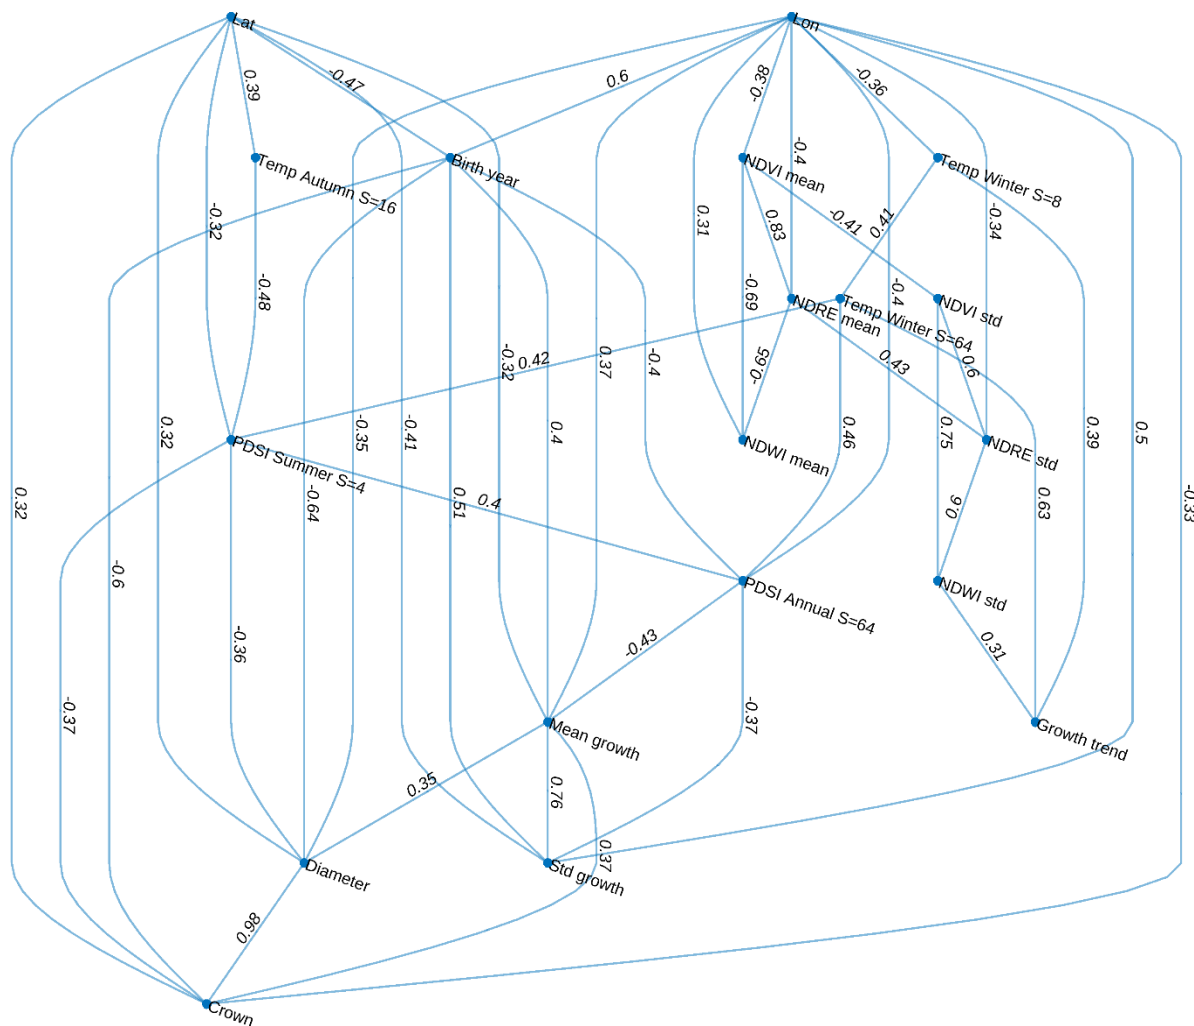 Lat
Lon
0.39
-0.47
0.6
-0.38
-0.36
-0.4
Temp Autumn S=16
Birth year
NDVI mean
Temp Winter S=8
-0.32
0.31
0.83
-0.41
0.41
-0.34
-0.48
-0.69
-0.4
NDRE mean
Temp Winter S=64
NDVI std
0.42
-0.32
0.37
-0.4
-0.65
0.43
0.6
0.32
-0.35
-0.41
0.4
0.46
0.75
0.39
0.5
PDSI Summer S=4
NDWI mean
NDRE std
0.32
-0.64
0.51
0.4
0.6
0.63
-0.33
-0.6
PDSI Annual S=64
NDWI std
-0.36
-0.43
0.31
-0.37
-0.37
Mean growth
Growth trend
0.35
0.76
0.37
Diameter
Std growth
0.98
Crown